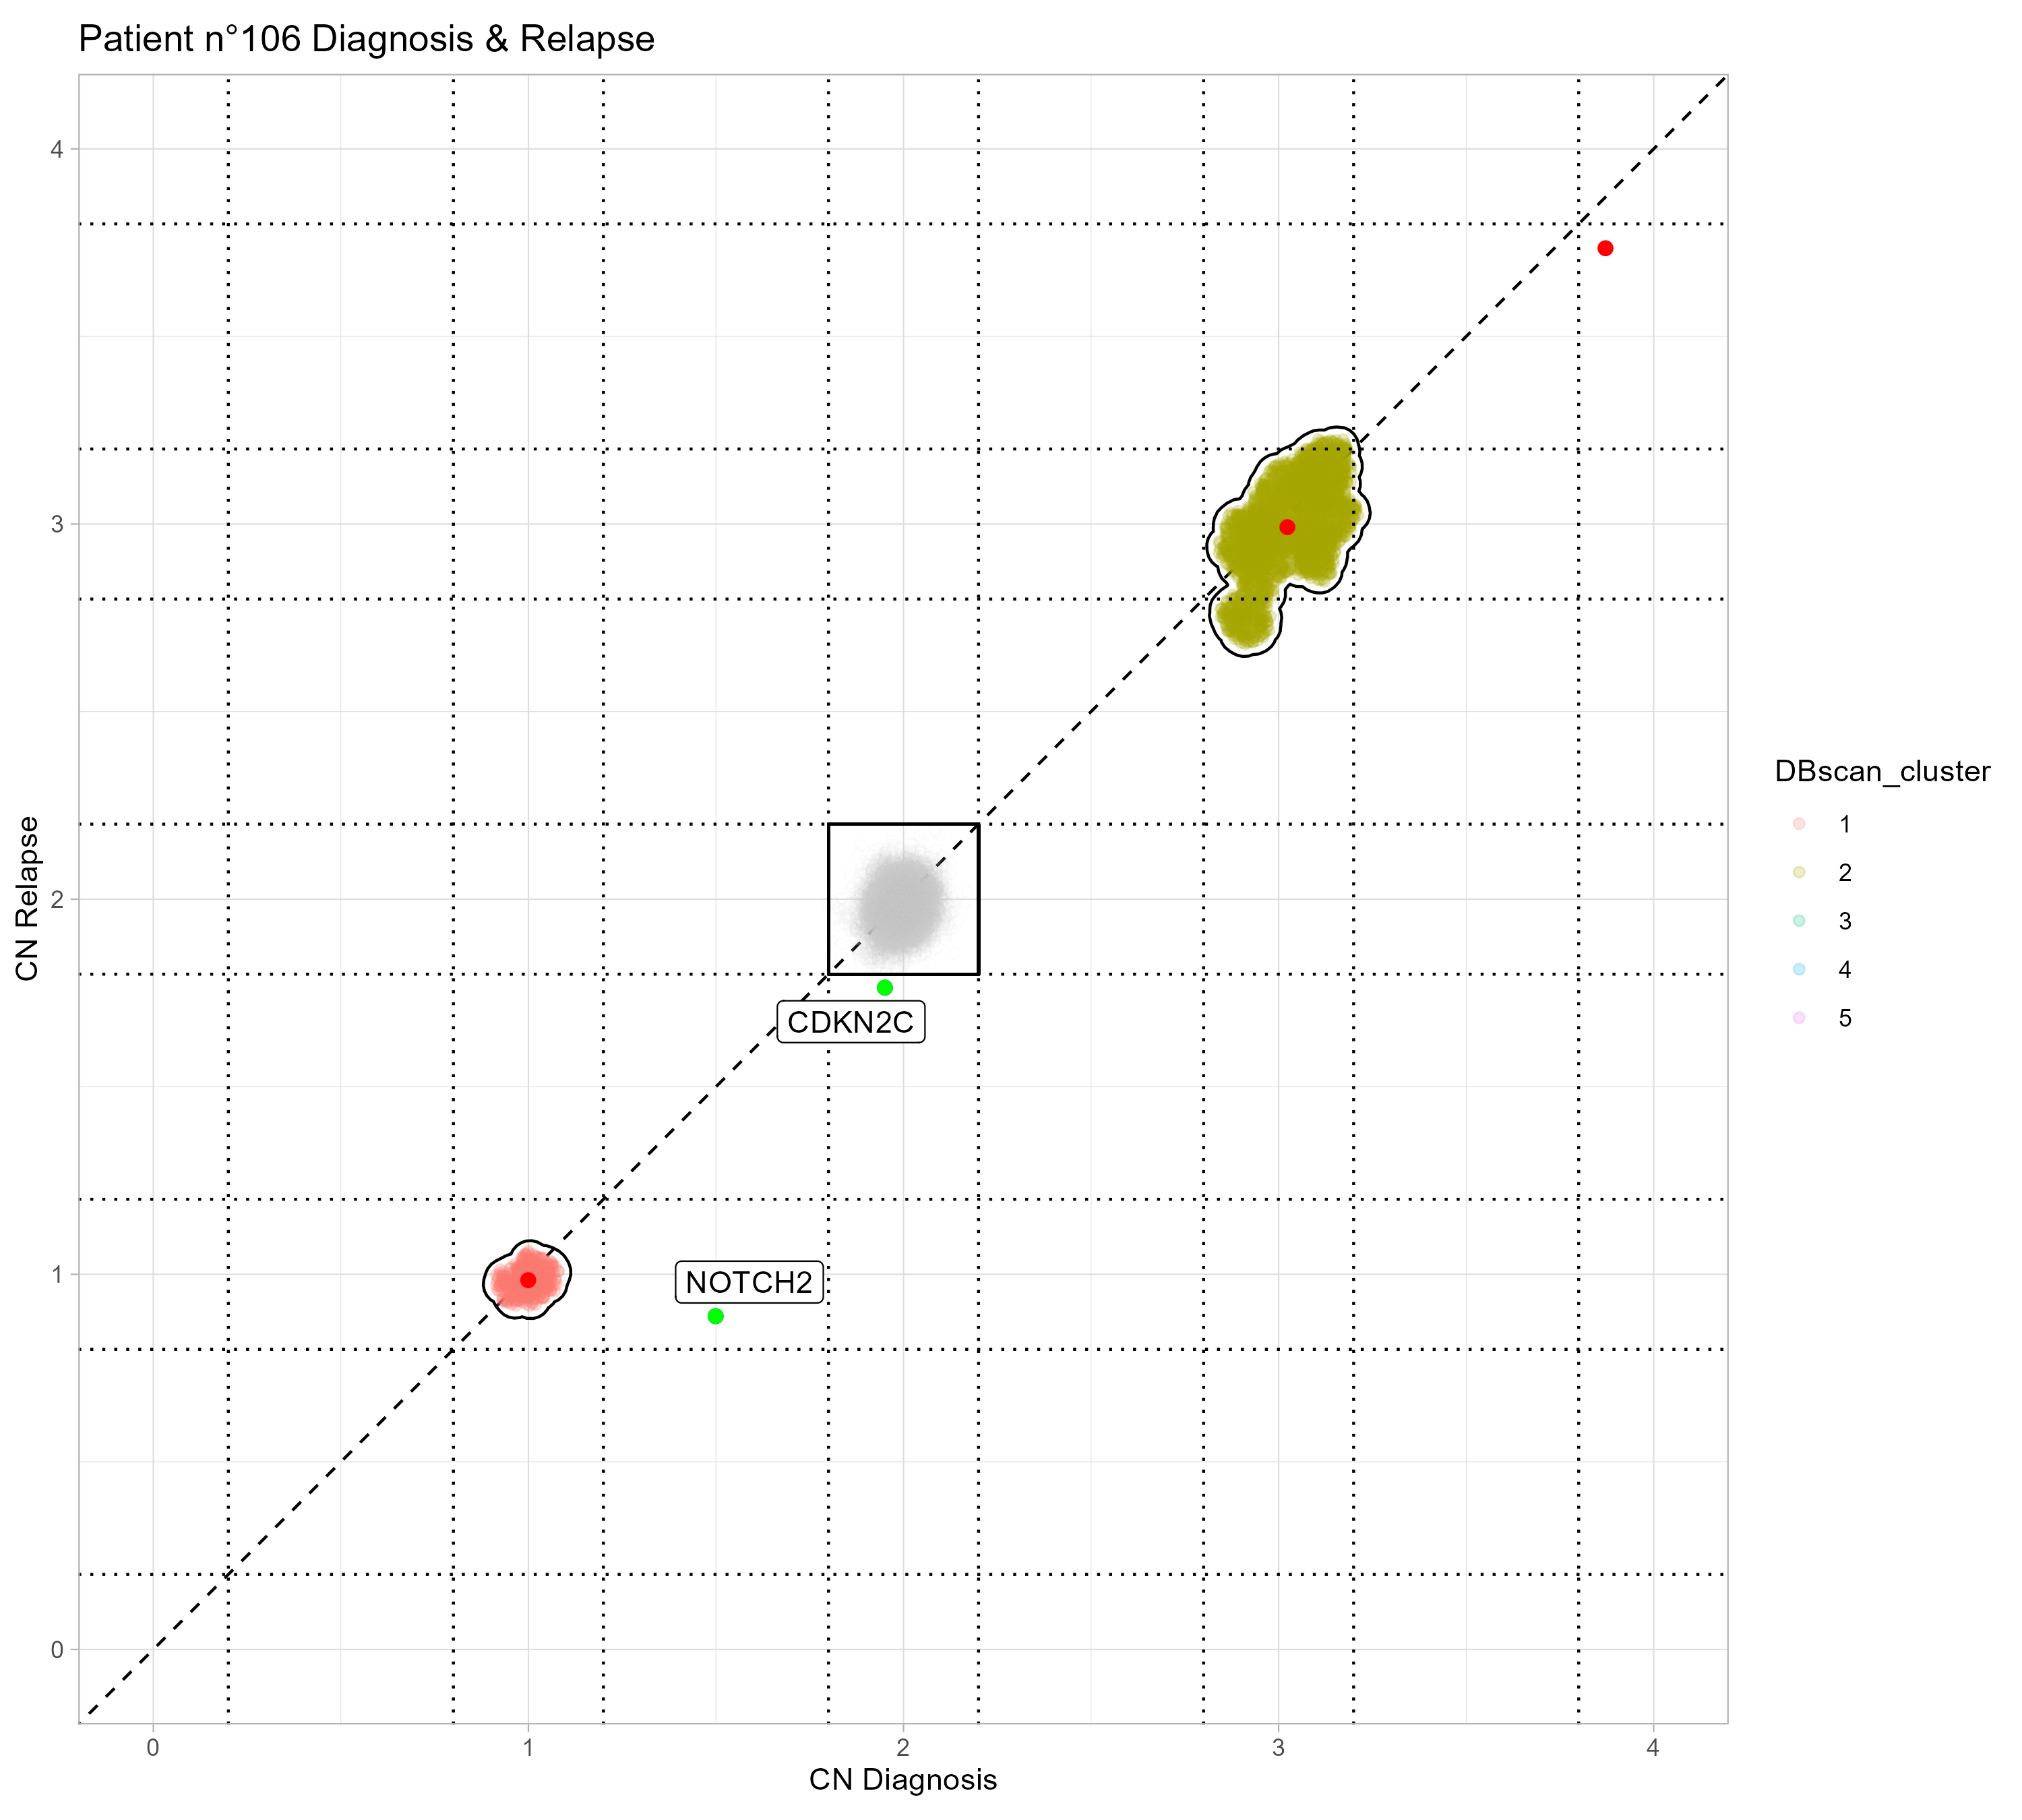 Patient n°106 Diagnosis & Relapse
4
3
2
1
0
CN Relapse
CDKN2C
NOTCH2
0 1 2 3 4
CN Diagnosis
DBscan_cluster
1
2
3
4
5